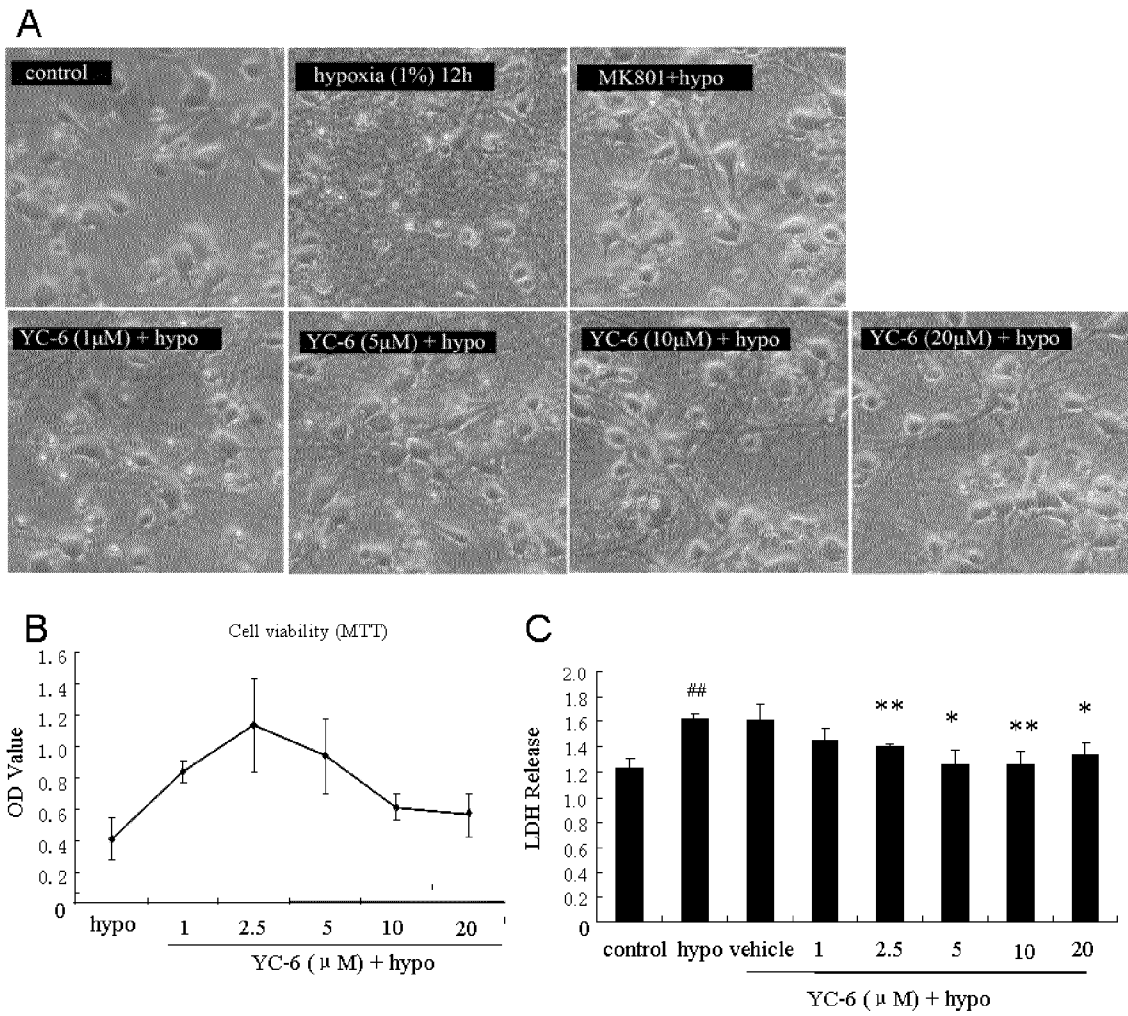 A
control
hypoxia (1%) 12h
MK801+hypo
YC-6 (1μM) + hypo
YC-6 (5μM) + hypo
YC-6 (10μM) + hypo
YC-6 (20μM) + hypo
B
Cell viability (MTT)
OD Value
1.6
1.4
1.2
1.0
0.8
0.6
0.4
0.2
0
hypo 1 2.5 5 10 20
YC-6 ( μ M) + hypo
C
LDH Release
2.0
1.8
1.6
1.4
1.2
1.0
0.8
0.6
0.4
0.2
0
## ** * ** *
control hypo vehicle 1 2.5 5 10 20
YC-6 ( μ M) + hypo